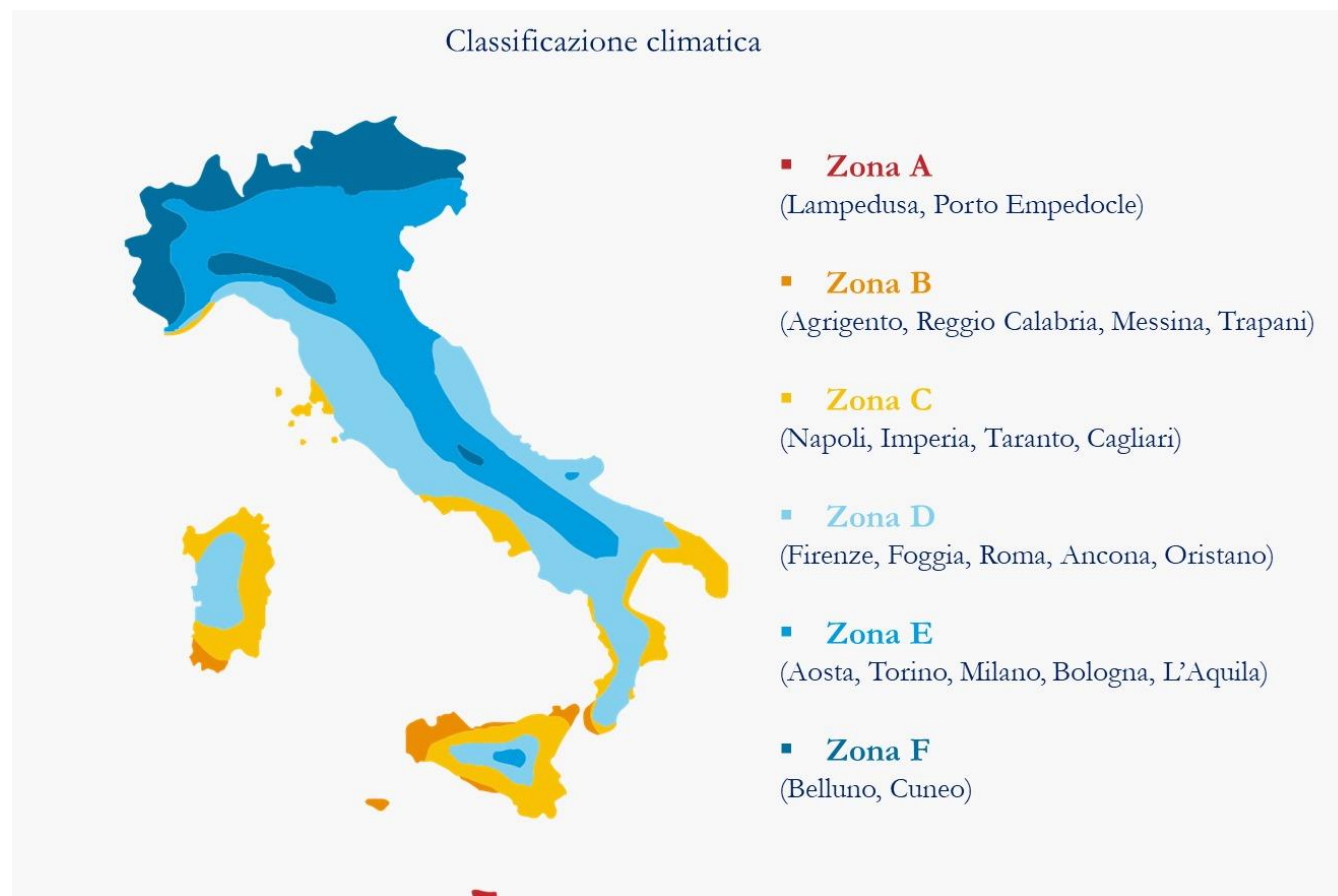 Classificazione climatica
Zona A
(Lampedusa, Porto Empedocle)
Zona B
(Agrigento, Reggio Calabria, Messina, Trapani)
Zona C
(Napoli, Imperia, Taranto, Cagliari)
Zona D
(Firenze, Foggia, Roma, Ancona, Oristano)
Zona E
(Aosta, Torino, Milano, Bologna, L’Aquila)
Zona F
(Belluno, Cuneo)